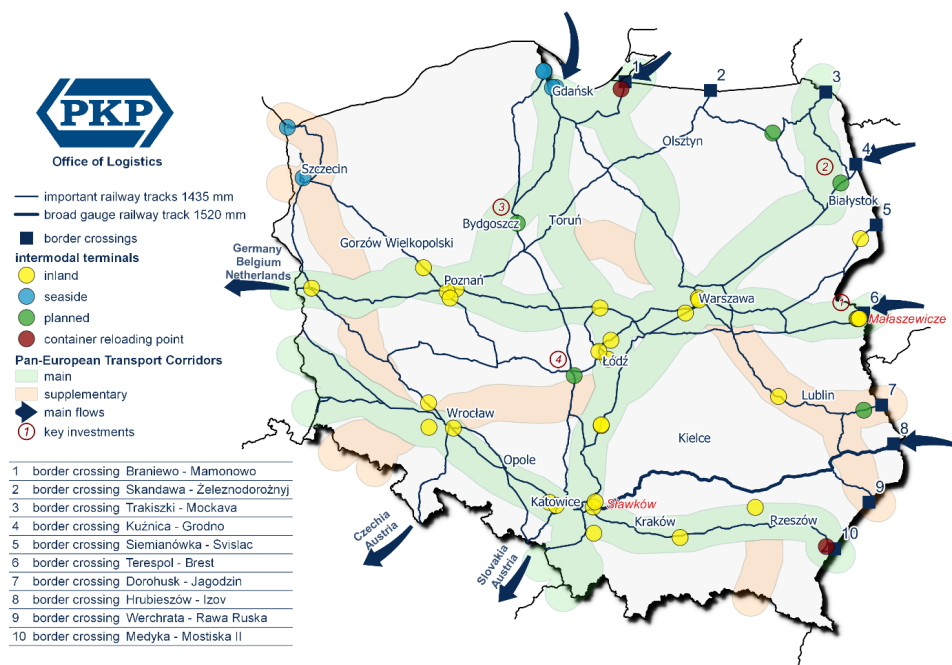 PKP
Office of Logistics
important railway tracks 1435 mm
broad gauge railway track 1520 mm
border crossings
intermodal terminals
inland
seaside
planned
container reloading point
Pan-European Transport Corridors
main
supplementary
main flows
1 key investments
1 border crossing Braniewo - Mamonowo
2 border crossing Skandawa - Żeleznodorożnyj
3 border crossing Trakiszki - Mockava
4 border crossing Kuźnica - Grodno
5 border crossing Siemianówka - Svislac
6 border crossing Terespol - Brest
7 border crossing Dorohusk - Jagodzin
8 border crossing Hrubieszów - Izov
9 border crossing Werchrata - Rawa Ruska
10 border crossing Medyka - Mostiska II
1
2
3
Gdańsk
Olsztyn
4
2
Szczecin
Białystok
3
5
Bydgoszcz
Toruń
Gorzów Wielkopolski
Germany
Belgium
Netherlands
Poznań
Warszawa
1
6
Małaszewicze
4
Łódź
Lublin
7
Wrocław
Kielce
8
Opole
Katowice
Sławków
9
Kraków
Rzeszów
10
Czechia
Austria
Slovakia
Austria